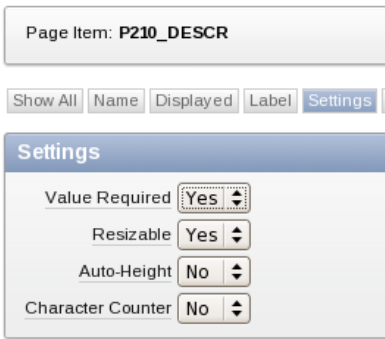 Page Item: P210_DESCR
Show All Name Displayed Label Settings
Settings
Value Required Yes
Resizable Yes
Auto-Height No
Character Counter No